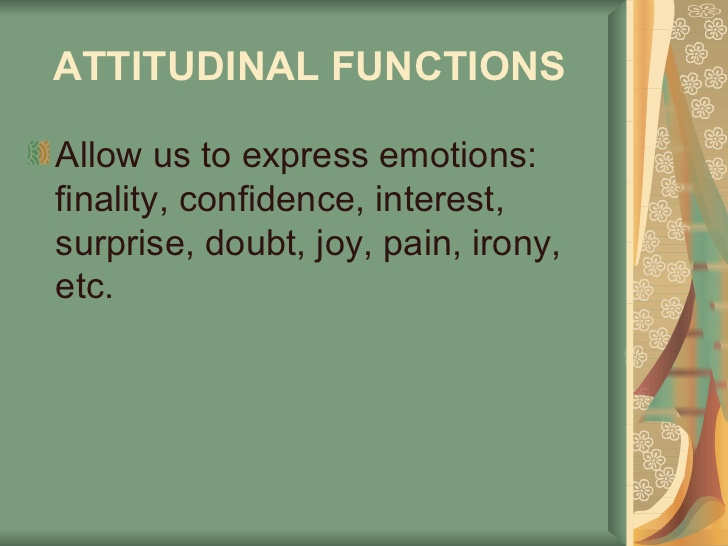 ATTITUDINAL FUNCTIONS
Allow us to express emotions:
finality, confidence, interest,
surprise, doubt, joy, pain, irony,
etc.